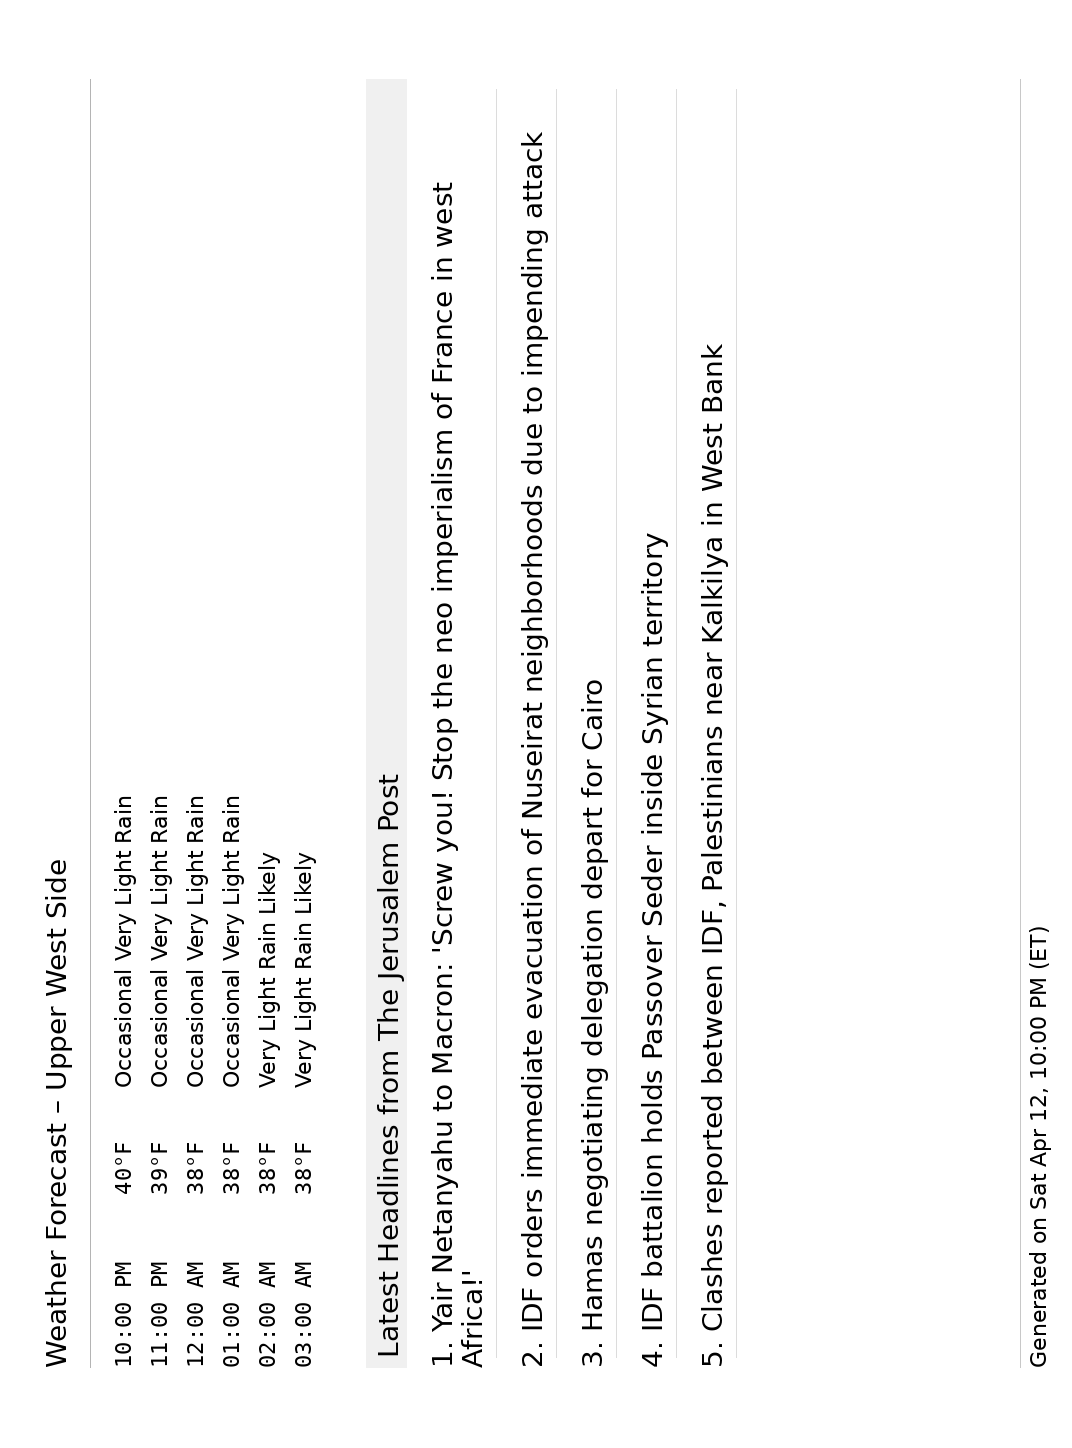 Weather Forecast – Upper West Side
10:00 PM 40°F Occasional Very Light Rain
11:00 PM 39°F Occasional Very Light Rain
12:00 AM 38°F Occasional Very Light Rain
01:00 AM 38°F Occasional Very Light Rain
02:00 AM 38°F Very Light Rain Likely
03:00 AM 38°F Very Light Rain Likely
Latest Headlines from The Jerusalem Post
1. Yair Netanyahu to Macron: 'Screw you! Stop the neo imperialism of France in west
Africa!'
2. IDF orders immediate evacuation of Nuseirat neighborhoods due to impending attack
3. Hamas negotiating delegation depart for Cairo
4. IDF battalion holds Passover Seder inside Syrian territory
5. Clashes reported between IDF, Palestinians near Kalkilya in West Bank
Generated on Sat Apr 12, 10:00 PM (ET)